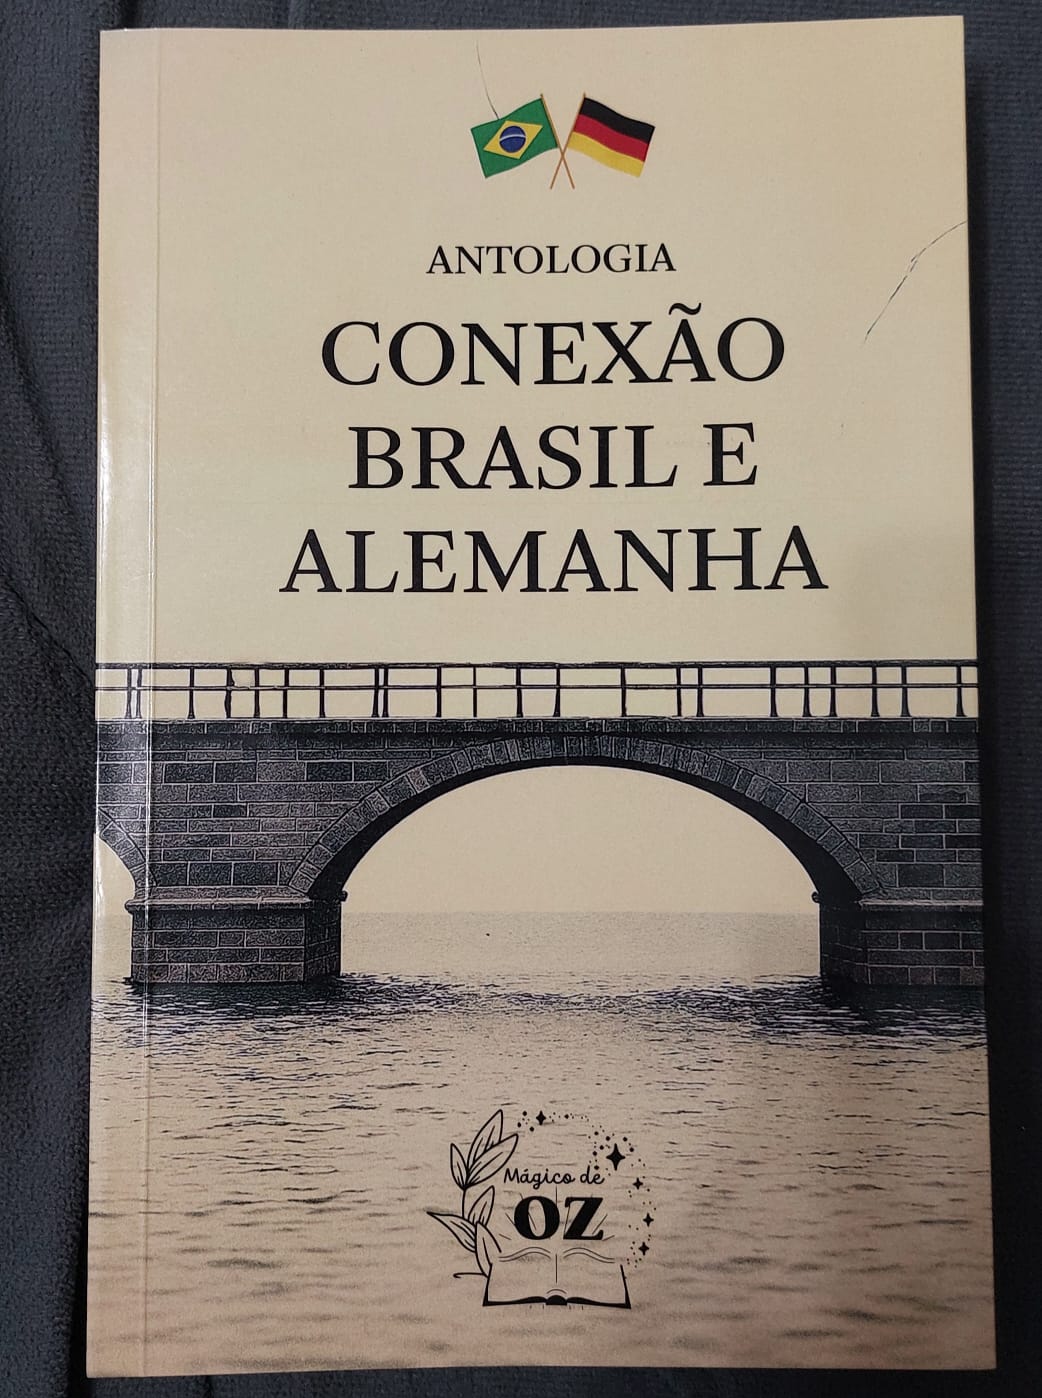 ANTOLOGIA
CONEXÃO
BRASIL E
ALEMANHA
Mágico de
OZ